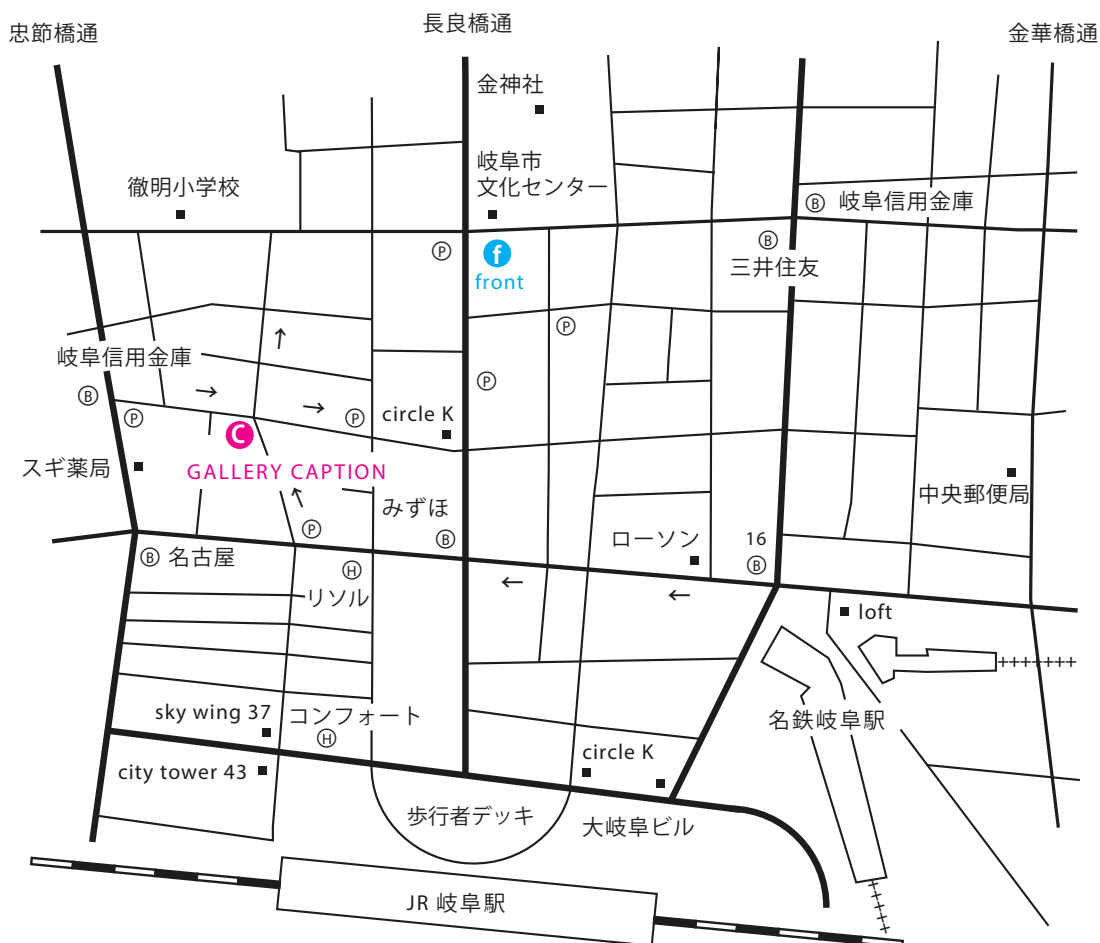 忠節橋通
長良橋通
金華橋通
金神社
岐阜市
文化センター
徹明小学校
B 岐阜信用金庫
P
f
front
B
三井住友
P
岐阜信用金庫
B
P
P
P
circle K
C
GALLERY CAPTION
スギ薬局
みずほ
B
P
中央郵便局
ローソン
16
B
B 名古屋
H
リソル
loft
sky wing 37
コンフォート
H
名鉄岐阜駅
city tower 43
circle K
歩行者デッキ
大岐阜ビル
JR 岐阜駅